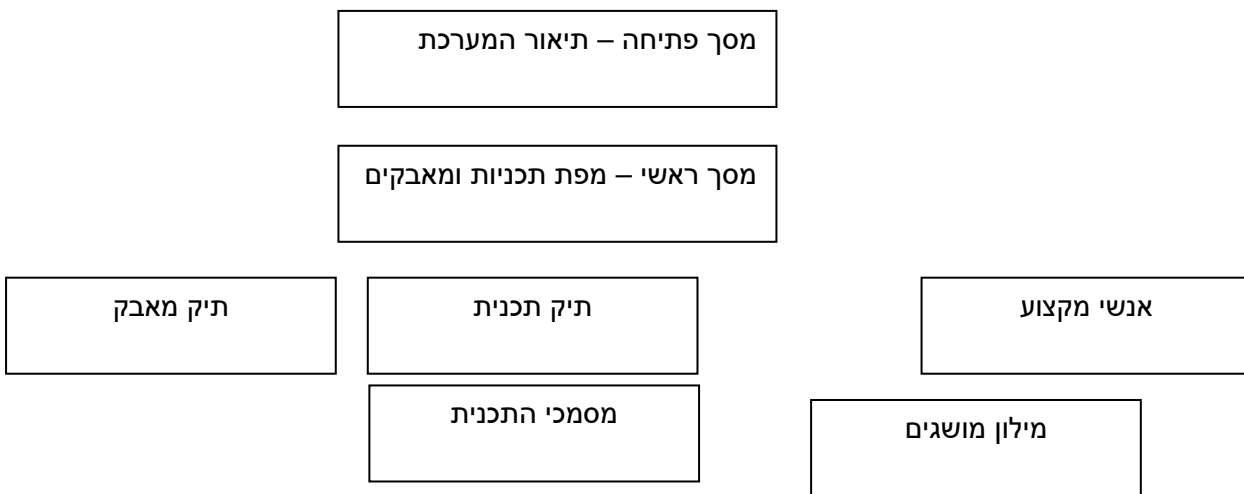 מסך פתיחה – תיאור המערכת
מסך ראשי – מפת תכניות ומאבקים
אנשי מקצוע
תיק תכנית
תיק מאבק
מילון מושגים
מסמכי התכנית